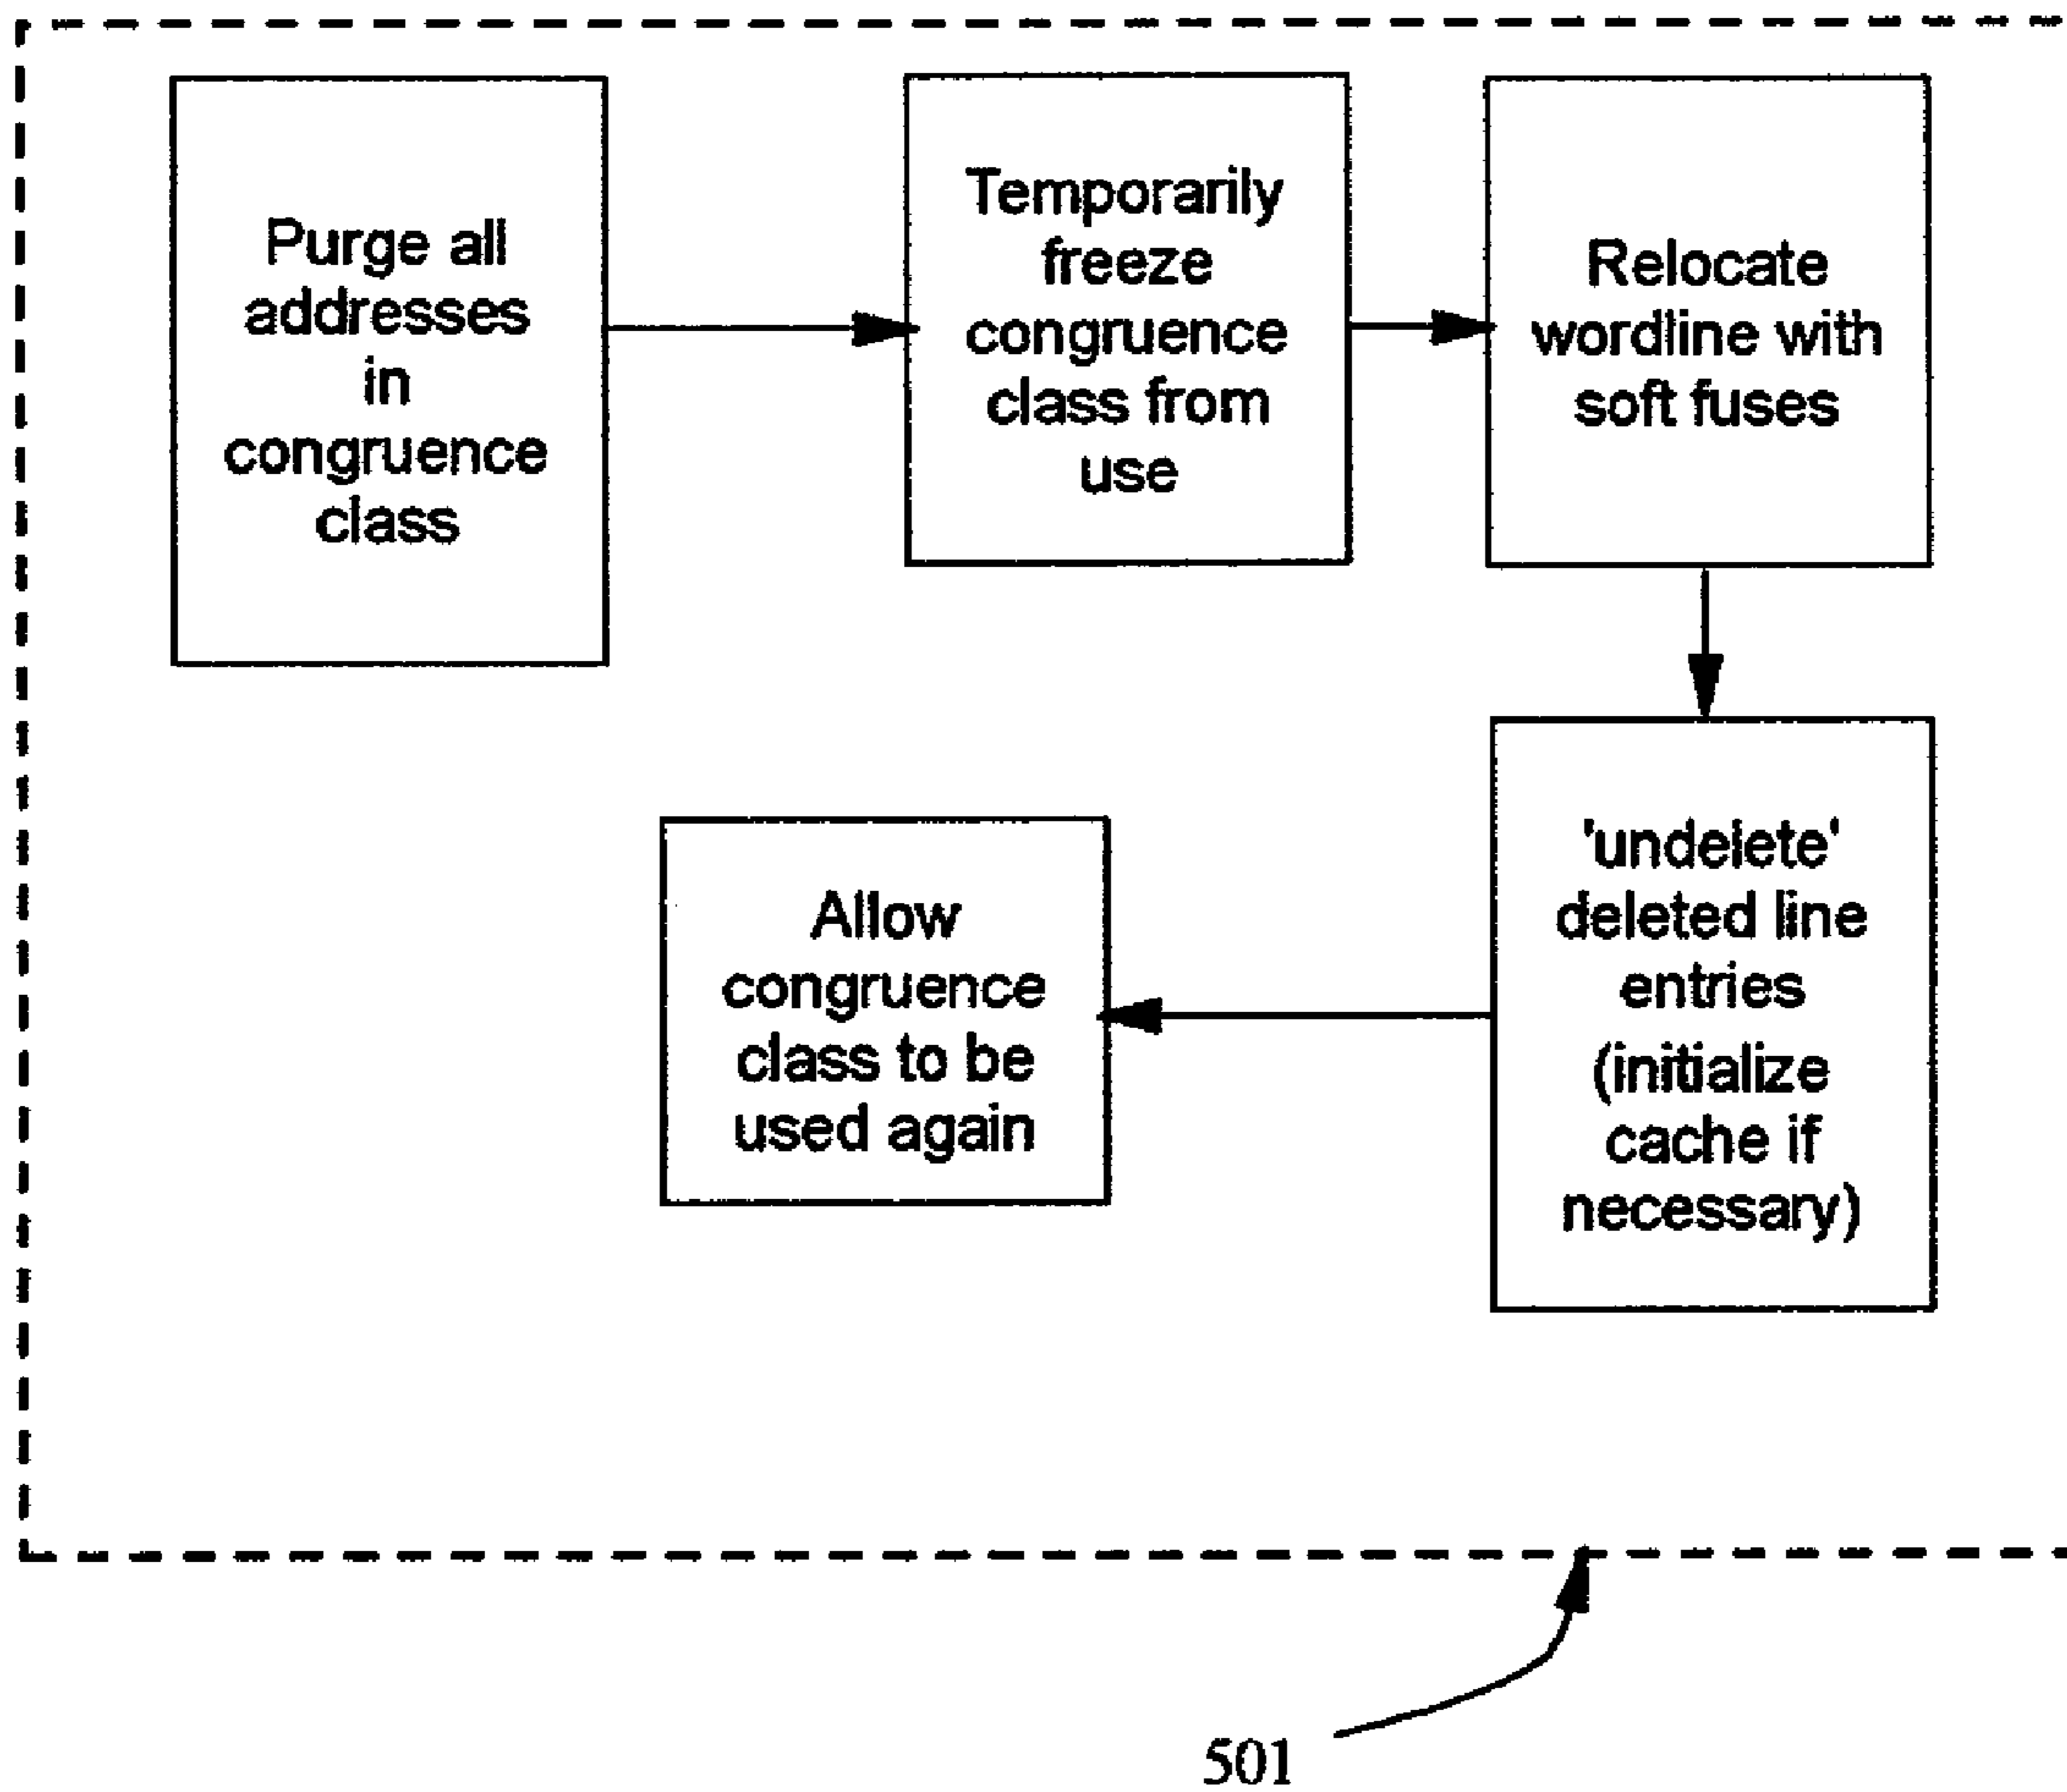 Purge all
addresses
in
congruence
class
Temporarily
freeze
congruence
class from
use
Relocate
wordline with
soft fuses
'undelete'
deleted line
entries
(initialize
cache if
necessary)
Allow
congruence
class to be
used again
501